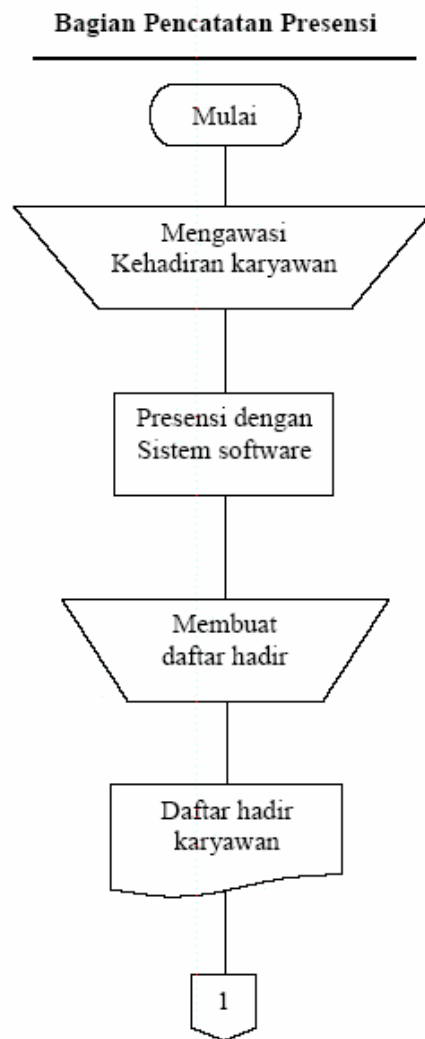 Bagian Pencatatan Presensi
Mulai
Mengawasi
Kehadiran karyawan
Presensi dengan
Sistem software
Membuat
daftar hadir
Daftar hadir
karyawan
1